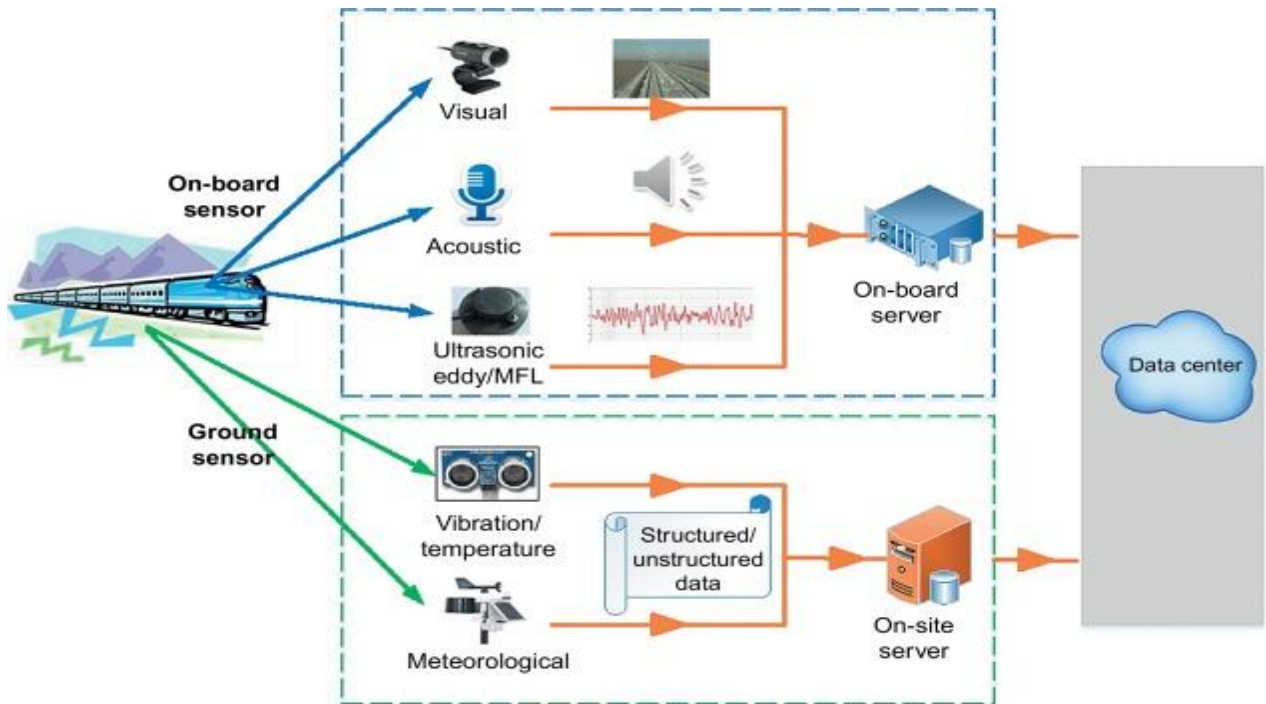 Visual
On-board
sensor
Acoustic
Ultrasonic
eddy/MFL
On-board
server
Data center
Ground
sensor
Vibration/
temperature
Structured/
unstructured
data
Meteorological
On-site
server